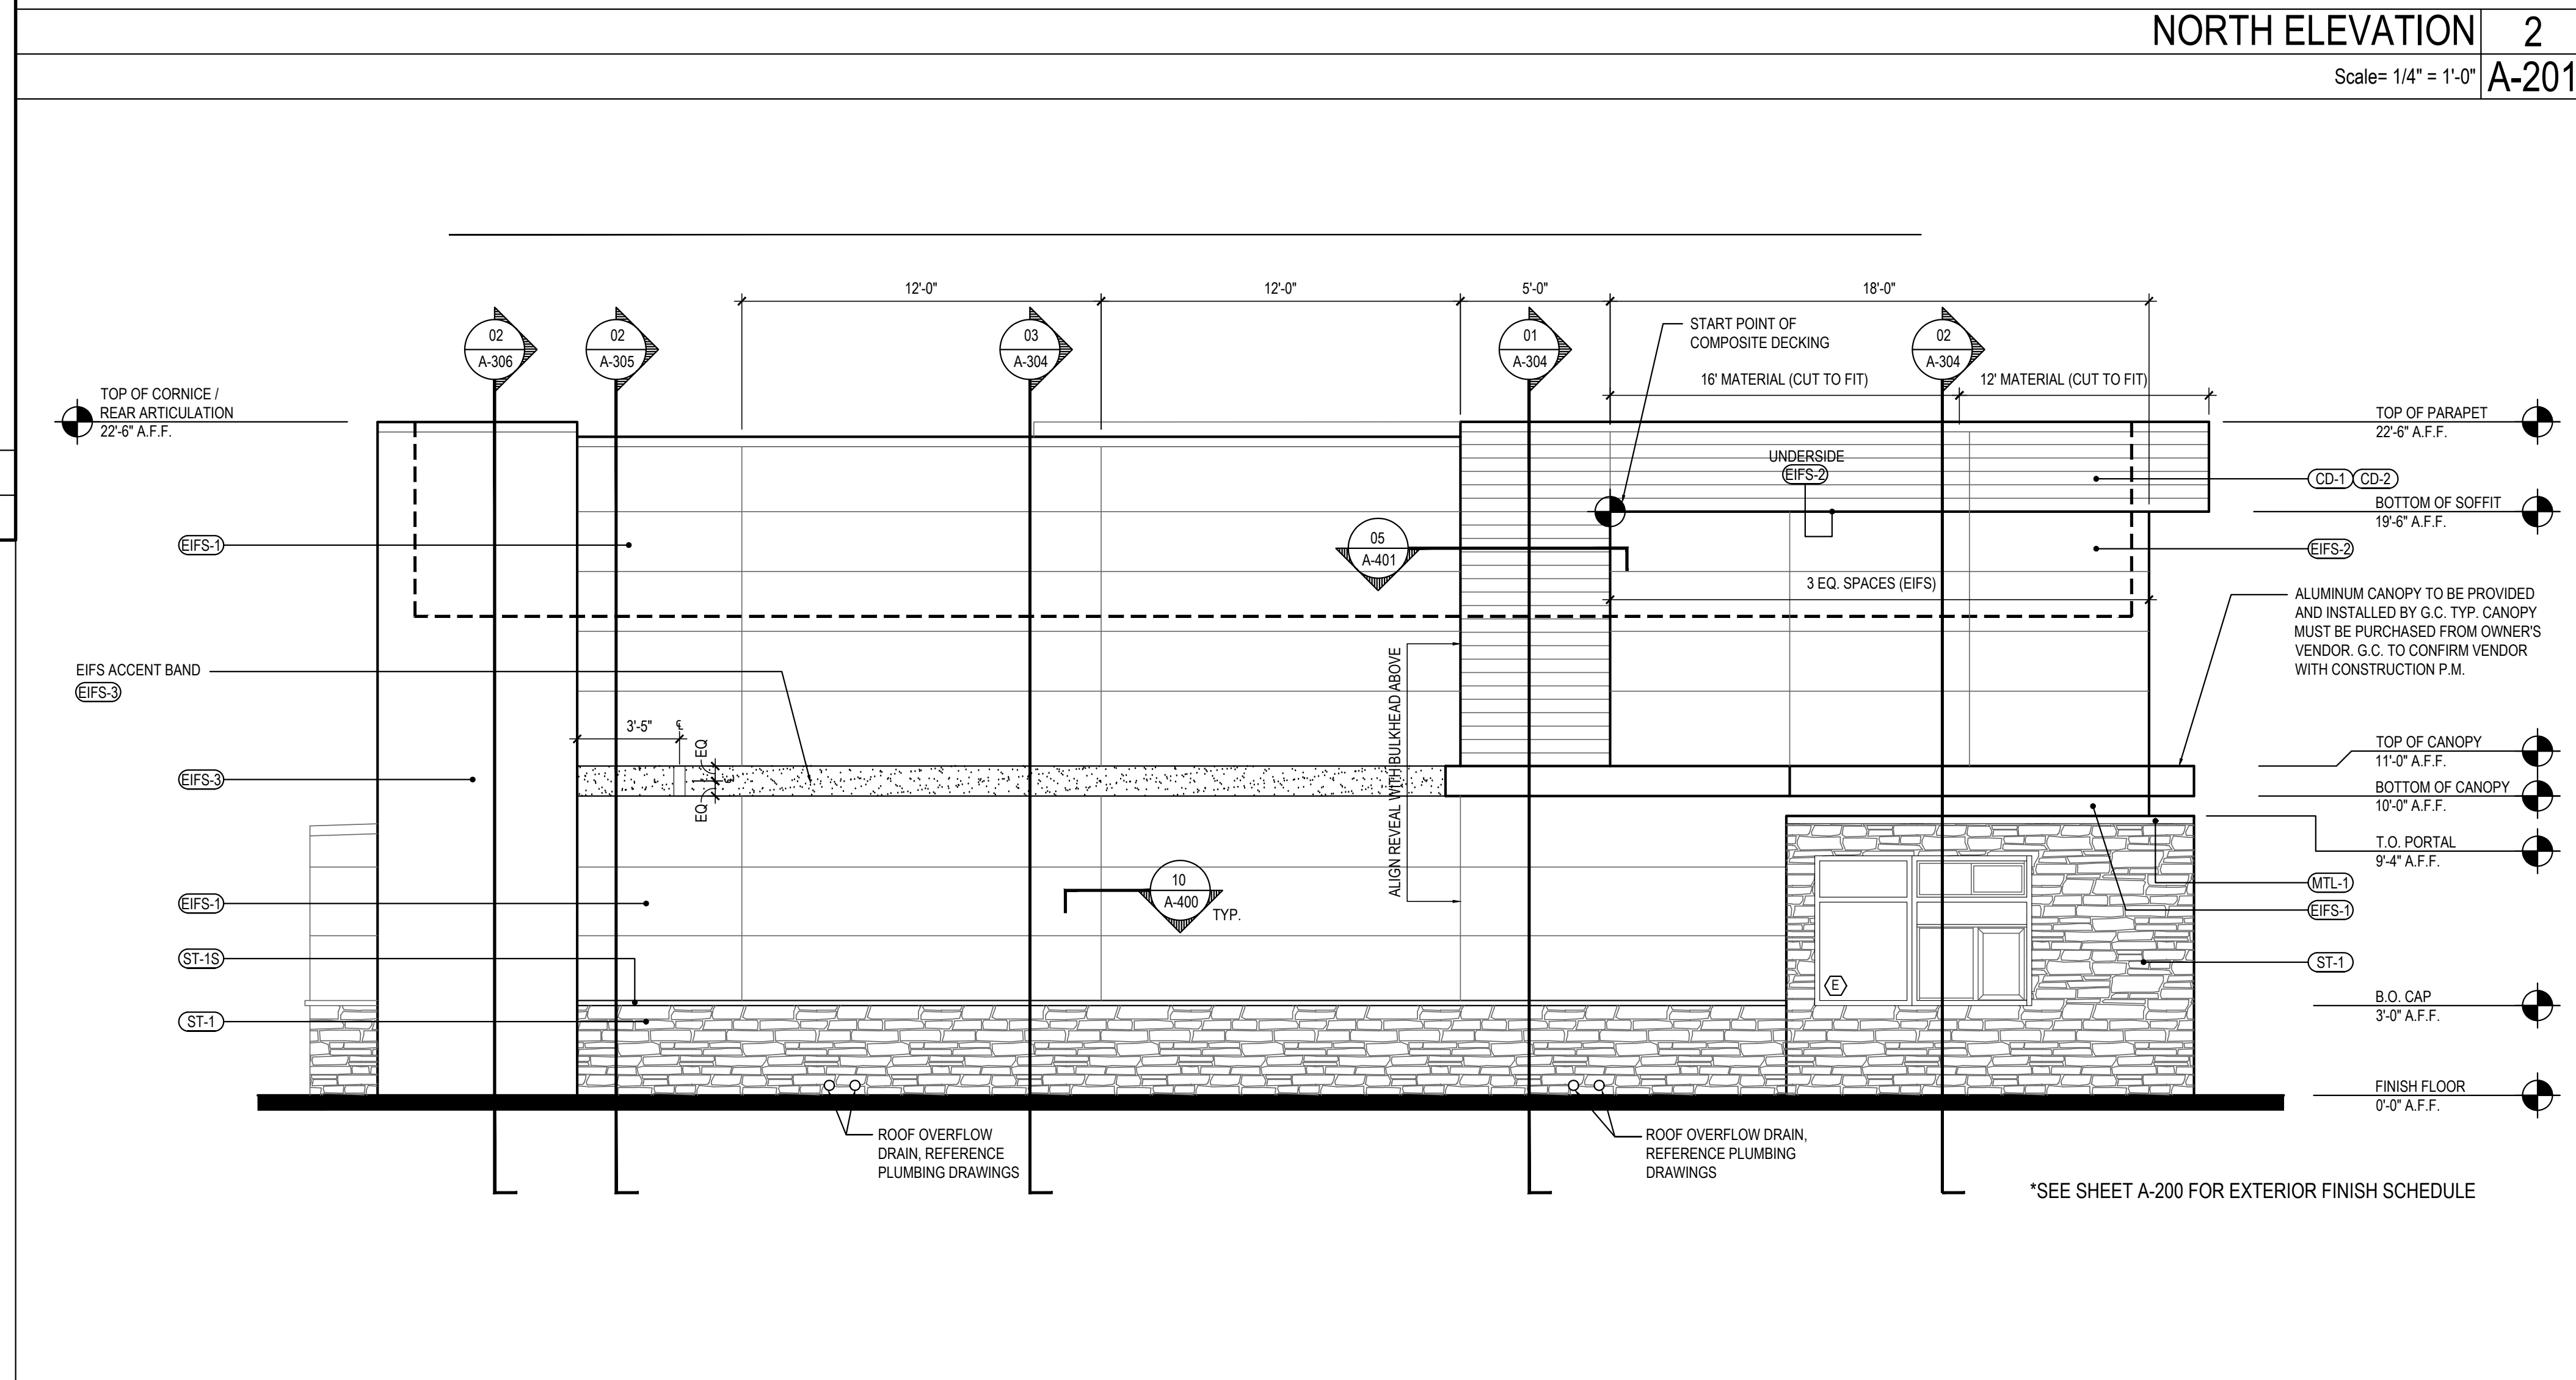 NORTH ELEVATION
2
Scale= 1/4" = 1'-0"
A-201
12'-0"
12'-0"
5'-0"
18'-0"
02
A-306
02
A-305
03
A-304
01
A-304
02
A-304
START POINT OF
COMPOSITE DECKING
16' MATERIAL (CUT TO FIT)
12' MATERIAL (CUT TO FIT)
TOP OF CORNICE /
REAR ARTICULATION
22'-6" A.F.F.
TOP OF PARAPET
22'-6" A.F.F.
UNDERSIDE
EIFS-2
CD-1
CD-2
BOTTOM OF SOFFIT
19'-6" A.F.F.
EIFS-1
05
A-401
EIFS-2
3 EQ. SPACES (EIFS)
ALUMINUM CANOPY TO BE PROVIDED
AND INSTALLED BY G.C. TYP. CANOPY
MUST BE PURCHASED FROM OWNER'S
VENDOR. G.C. TO CONFIRM VENDOR
WITH CONSTRUCTION P.M.
EIFS ACCENT BAND
EIFS-3
ALIGN REVEAL WITH BULKHEAD ABOVE
3'-5"
℄
EQ
EQ
℄
TOP OF CANOPY
11'-0" A.F.F.
EIFS-3
BOTTOM OF CANOPY
10'-0" A.F.F.
T.O. PORTAL
9'-4" A.F.F.
MTL-1
EIFS-1
10
A-400
TYP.
EIFS-1
ST-1S
ST-1
E
B.O. CAP
3'-0" A.F.F.
ST-1
FINISH FLOOR
0'-0" A.F.F.
ROOF OVERFLOW
DRAIN, REFERENCE
PLUMBING DRAWINGS
ROOF OVERFLOW DRAIN,
REFERENCE PLUMBING
DRAWINGS
*SEE SHEET A-200 FOR EXTERIOR FINISH SCHEDULE